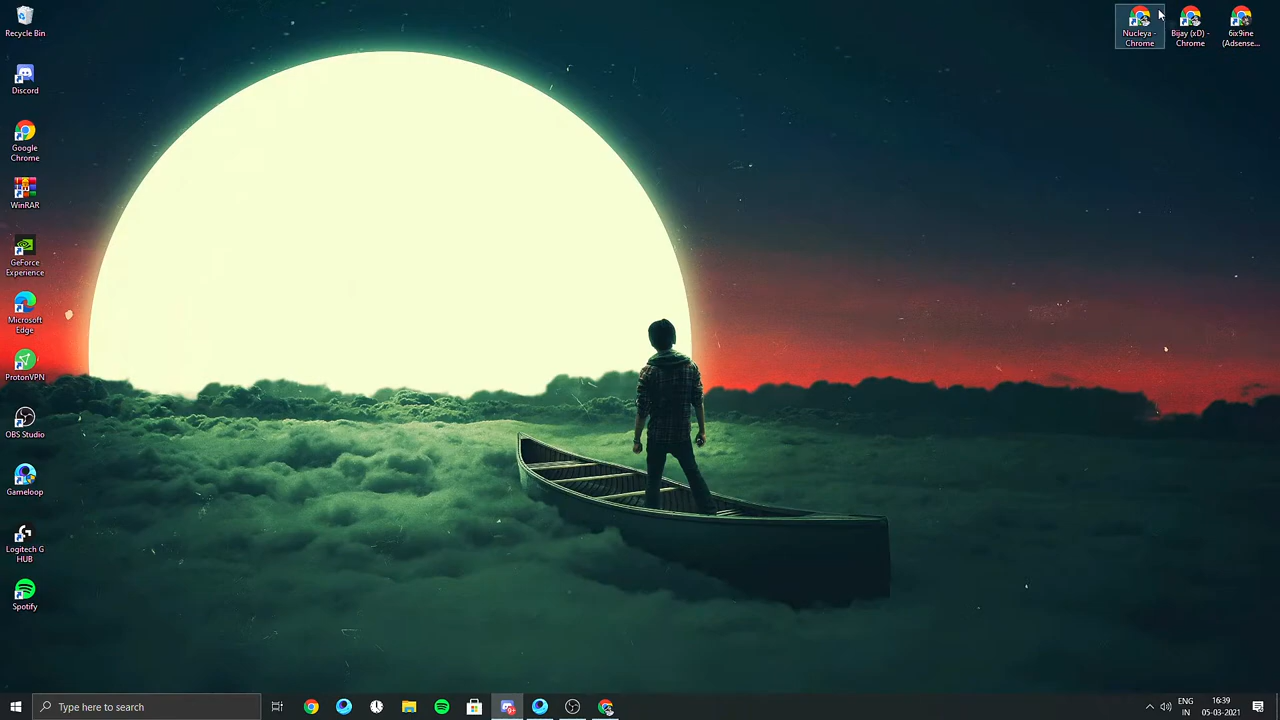 Recycle Bin
Discord
Google
Chrome
WinRAR
GeForce
Experience
Microsoft
Edge
ProtonVPN
OBS Studio
Gameloop
Logitech G
HUB
Spotify
Nucleya -
Chrome
Bijay (xD) -
Chrome
6ix9ine
(Adsense...
Type here to search
ENG
IN
16:39
05-03-2021